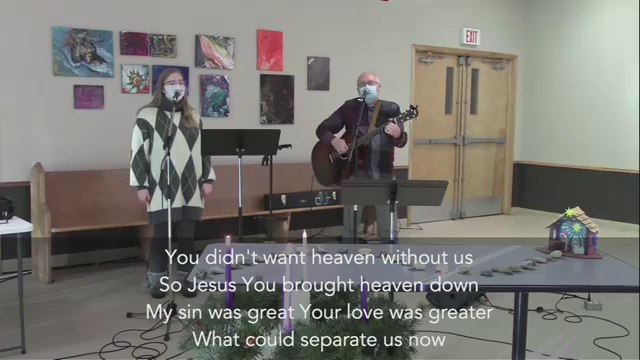 EXIT
You didn't want heaven without us
So Jesus You brought heaven down
My sin was great Your love was greater
What could separate us now